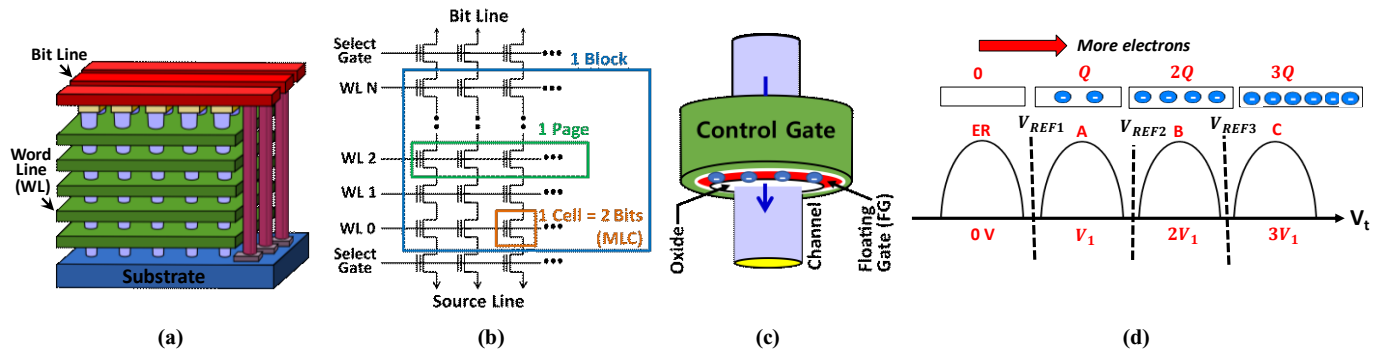 Bit Line
Word
Line
(WL)
Substrate
(a)
Bit Line
Select
Gate
1 Block
WL N
1 Page
WL 2
WL 1
1 Cell = 2 Bits
WL 0
(MLC)
Select
Gate
Source Line
(b)
Control Gate
Oxide
Channel
Floating
Gate (FG)
(c)
More electrons
0 Q 2Q 3Q
ER V_REF1 A V_REF2 B V_REF3 C
V_t
0 V V_1 2V_1 3V_1
(d)